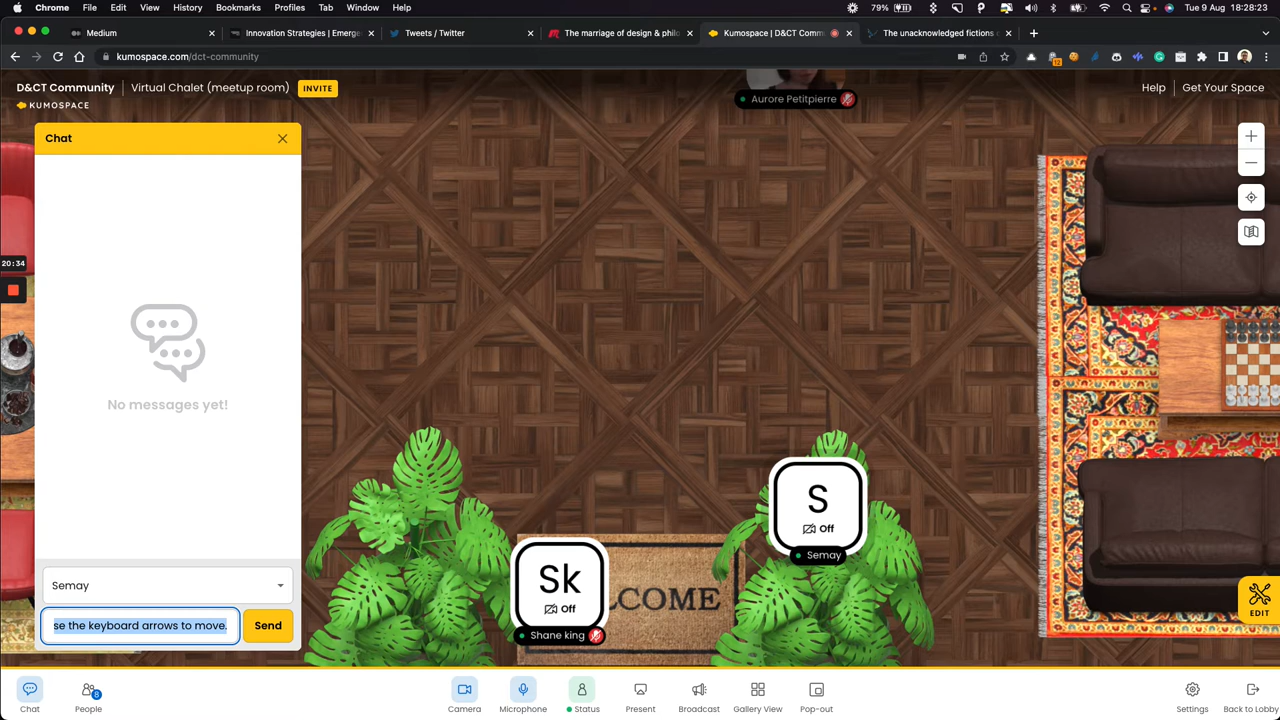 Chrome File Edit View History Bookmarks Profiles Tab Window Help 79% Tue 9 Aug 18:28:23
Medium Innovation Strategies | Emerge Tweets / Twitter The marriage of design & philo Kumospace | D&CT Comm The unacknowledged fictions o
kumospace.com/dct-community
D&CT Community Virtual Chalet (meetup room) INVITE Help Get Your Space
KUMOSPACE
Aurore Petitpierre
Chat
20:34
No messages yet!
S
Off
Semay
Sk
Off
Shane king
LCOME
Semay
se the keyboard arrows to move.
Send
EDIT
8
Chat People Camera Microphone Status Present Broadcast Gallery View Pop-out Settings Back to Lobby